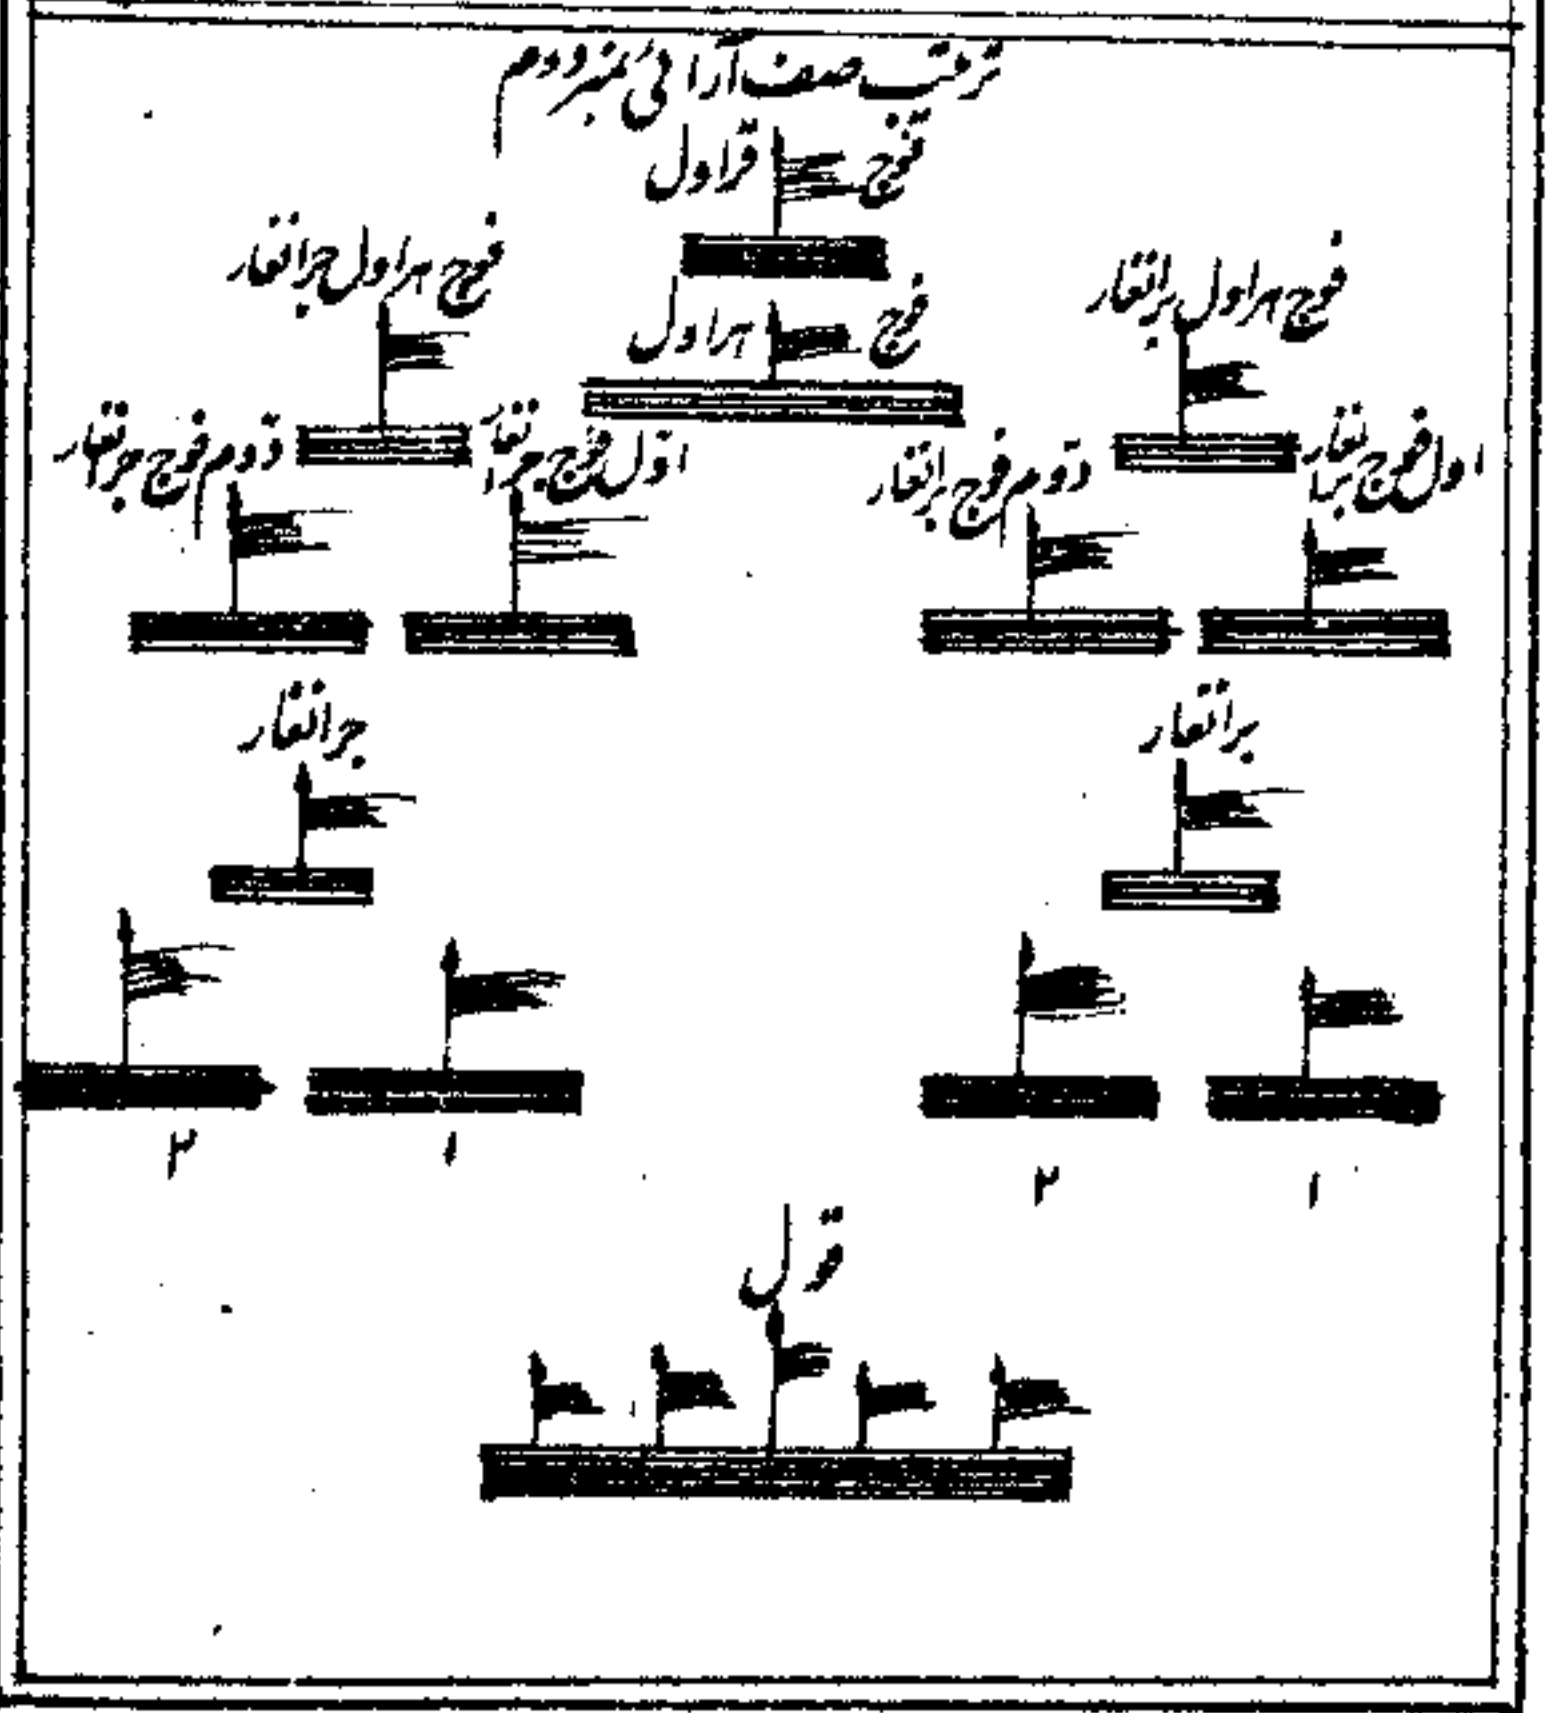 ترتیب صف آرائی نمبر دوم
فوج قراول
فوج ہراول برانغار
فوج ہراول
فوج ہراول جرانغار
اول فوج برانغار
دوم فوج برانغار
اول فوج جرانغار
دوم فوج جرانغار
برانغار
جرانغار
۱
۲
۱
۲
قول